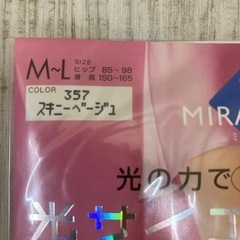 M~L SIZE
ヒップ 85~98
身長 150~165
COLOR 357
スキニーベージュ
MIRA
光の力で